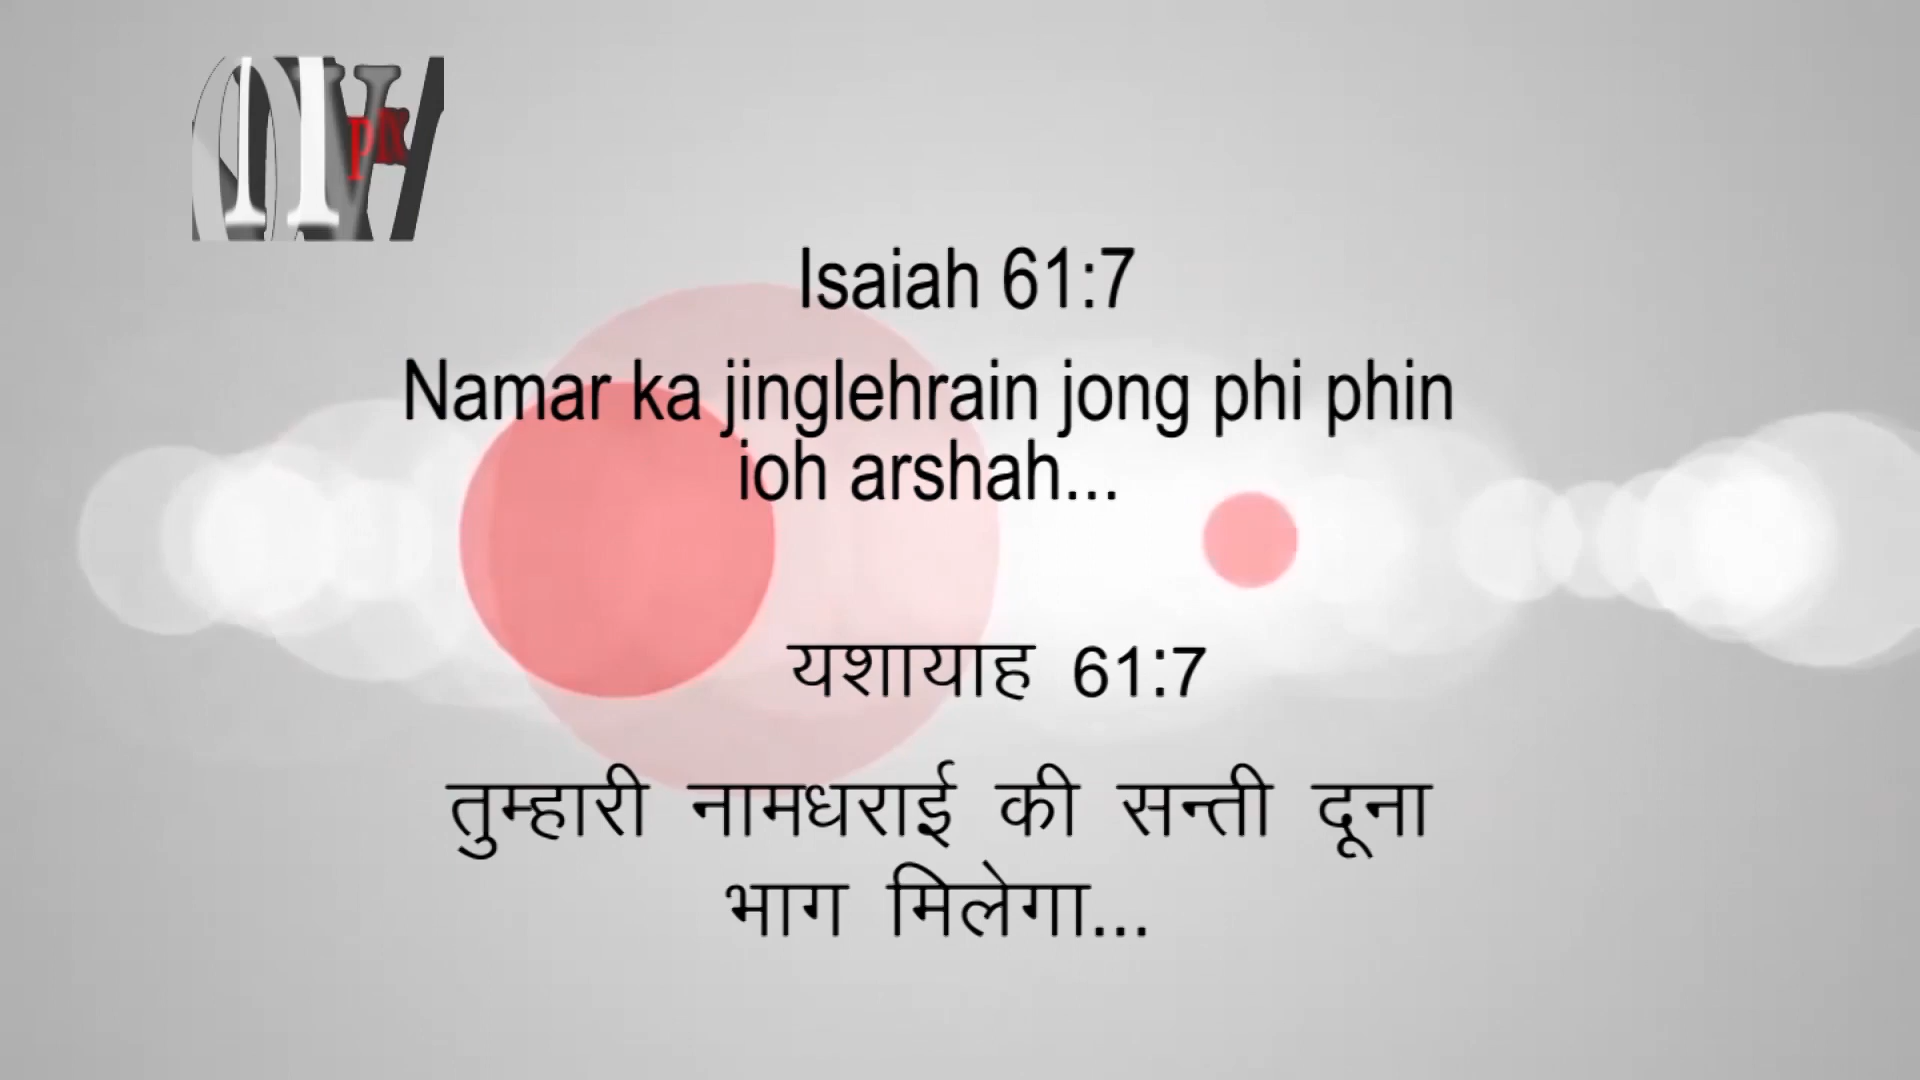 Isaiah 61:7
Namar ka jinglehrain jong phi phin
ioh arshah...
यशायाह 61:7
तुम्हारी नामधराई की सन्ती दूना
भाग मिलेगा...